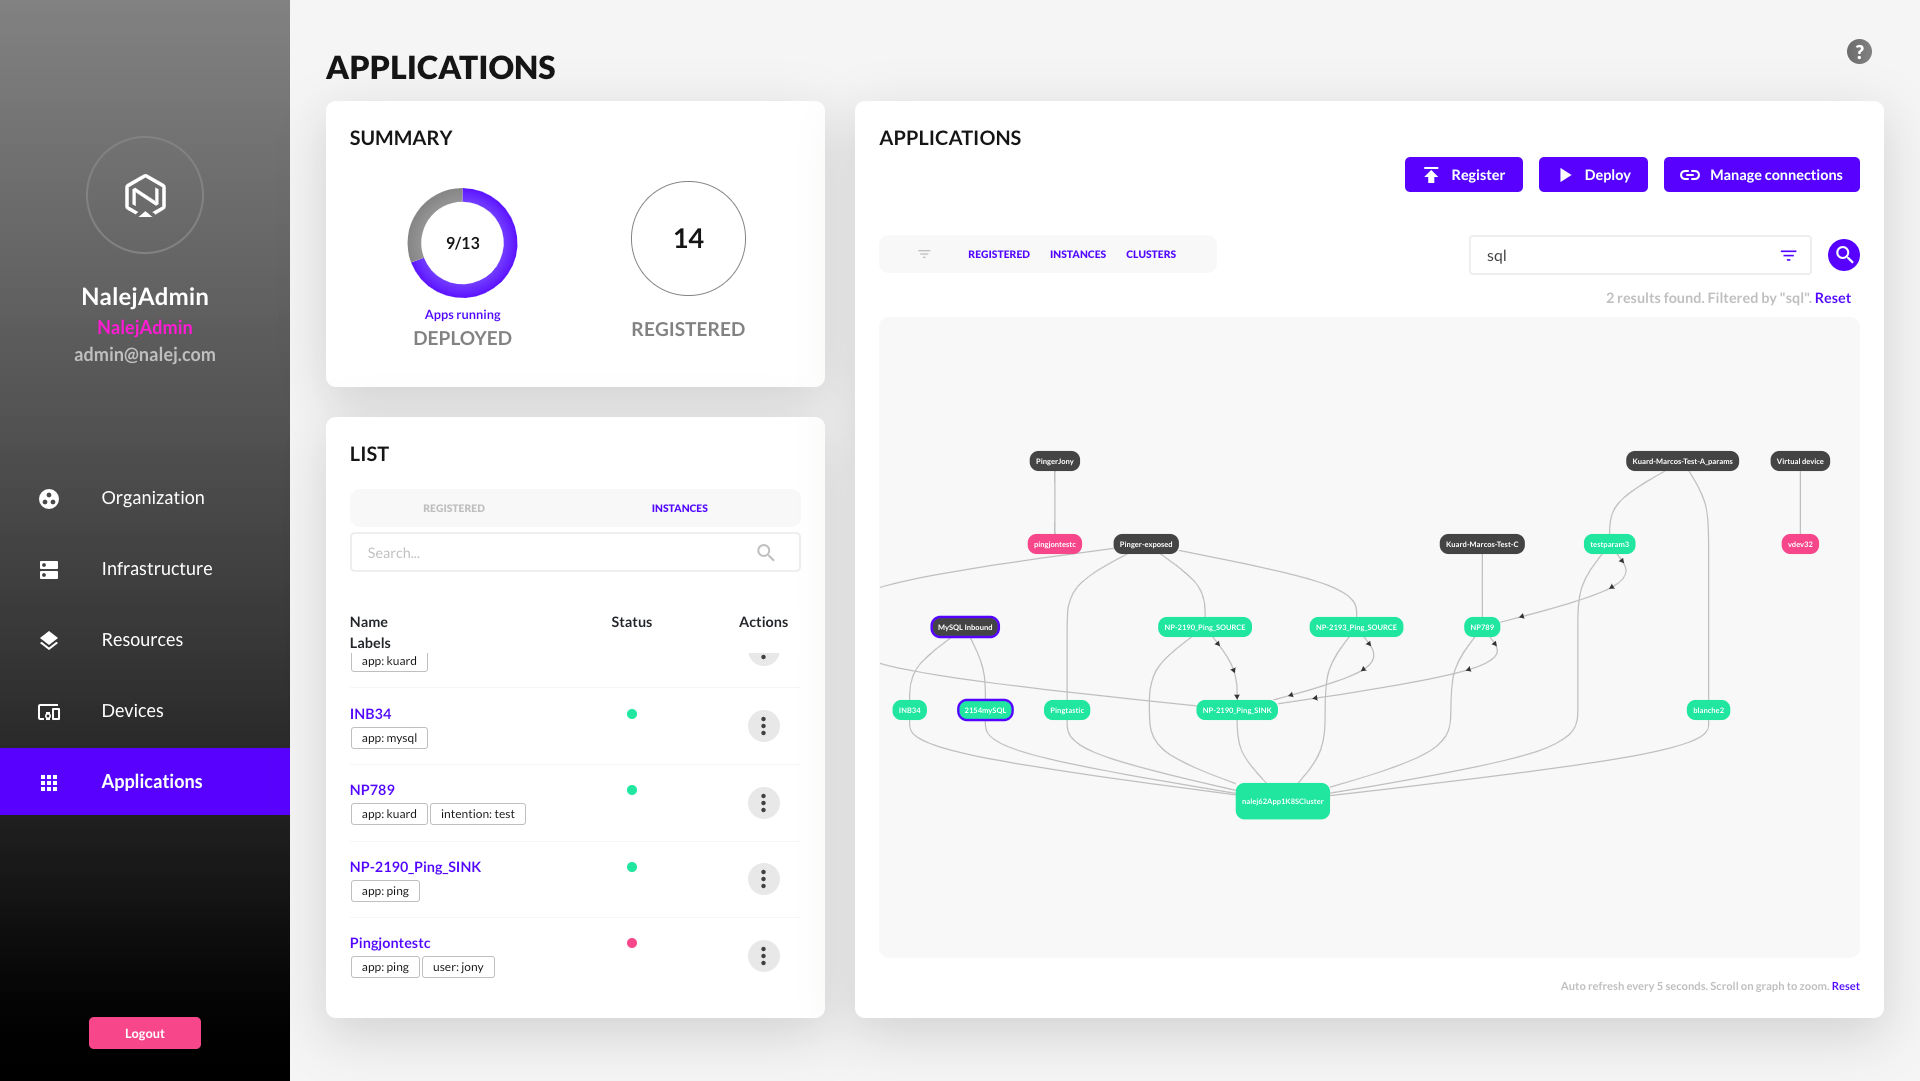 NalejAdmin
NalejAdmin
admin@nalej.com
Organization
Infrastructure
Resources
Devices
Applications
Logout
APPLICATIONS
?
SUMMARY
9/13
Apps running
DEPLOYED
14
REGISTERED
LIST
REGISTERED INSTANCES
Search...
Name Status Actions
Labels
app: kuard
INB34
app: mysql
NP789
app: kuard intention: test
NP-2190_Ping_SINK
app: ping
Pingjontestc
app: ping user: jony
APPLICATIONS
Register Deploy Manage connections
REGISTERED INSTANCES CLUSTERS
sql
2 results found. Filtered by "sql". Reset
PingerJony Kuard-Marcos-Test-A_params Virtual device
pingjontestc Pinger-exposed Kuard-Marcos-Test-C testparam3 vdev32
MySQL Inbound NP-2190_Ping_SOURCE NP-2193_Ping_SOURCE NP789
INB34 2154mySQL Pingtastic NP-2190_Ping_SINK blanche2
nalej62App1K8SCluster
Auto refresh every 5 seconds. Scroll on graph to zoom. Reset